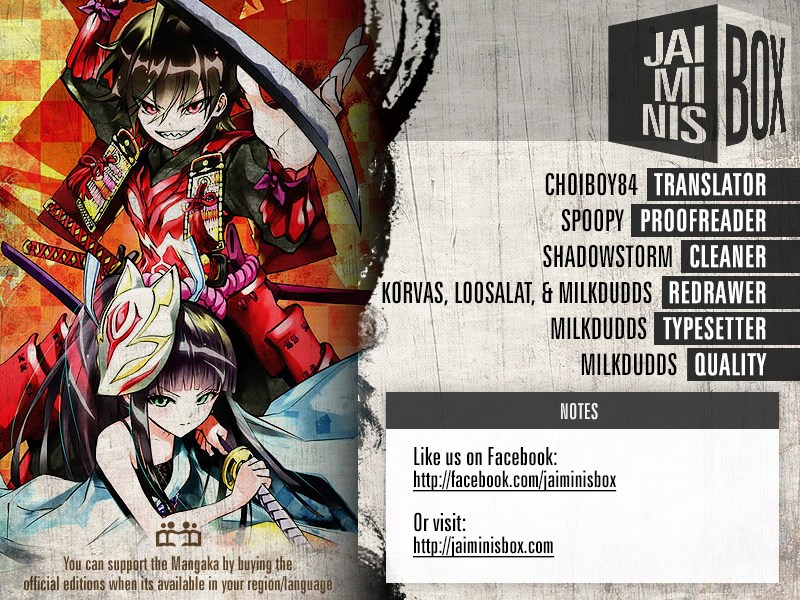 JAI
MI
NIS
BOX
CHOIBOY84 TRANSLATOR
SPOOPY PROOFREADER
SHADOWSTORM CLEANER
KORVAS, LOOSALAT, & MILKDUDDS REDRAWER
MILKDUDDS TYPESETTER
MILKDUDDS QUALITY
NOTES
Like us on Facebook:
http://facebook.com/jaiminisbox
Or visit:
http://jaiminisbox.com
You can support the Mangaka by buying the
official editions when its available in your region/language